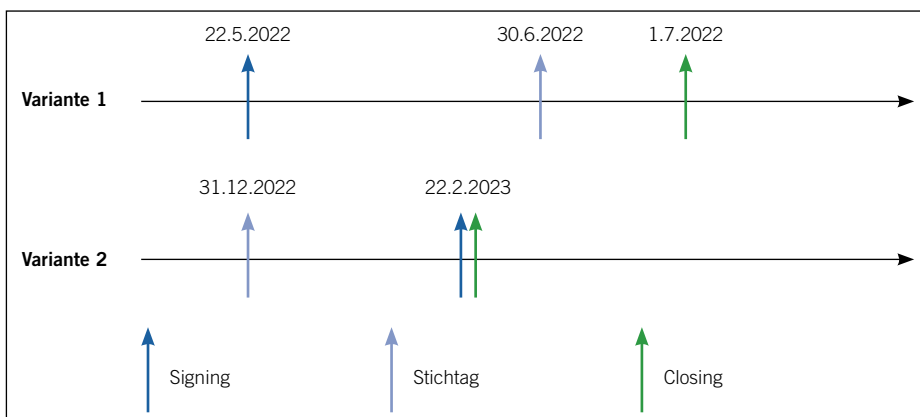 22.5.2022 30.6.2022 1.7.2022
Variante 1
31.12.2022 22.2.2023
Variante 2
Signing Stichtag Closing